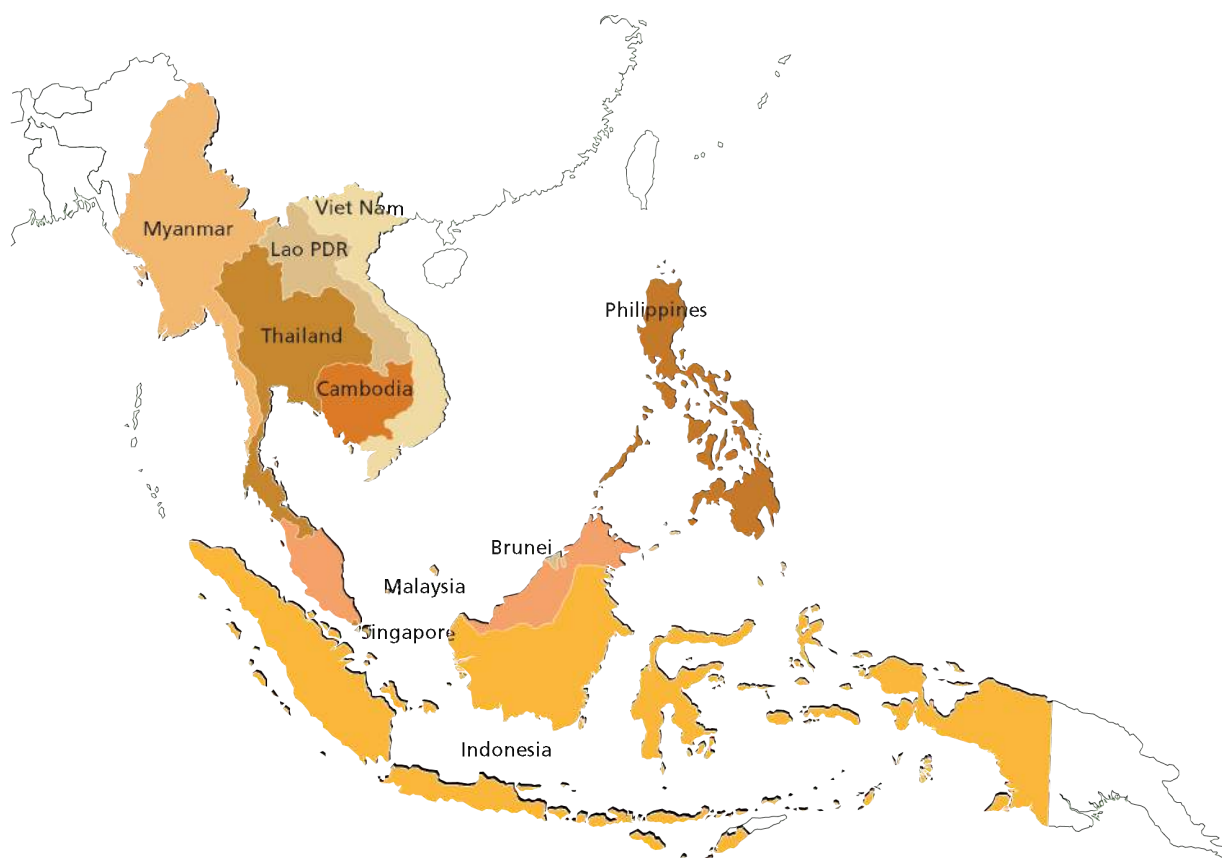 Viet Nam
Myanmar
Lao PDR
Philippines
Thailand
Cambodia
Brunei
Malaysia
Singapore
Indonesia